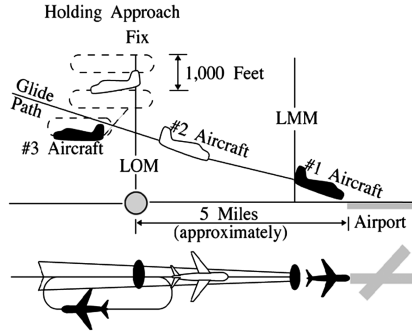 Holding Approach
Fix
1,000 Feet
Glide
Path
#2 Aircraft
LMM
#3 Aircraft
LOM
#1 Aircraft
5 Miles
(approximately)
Airport